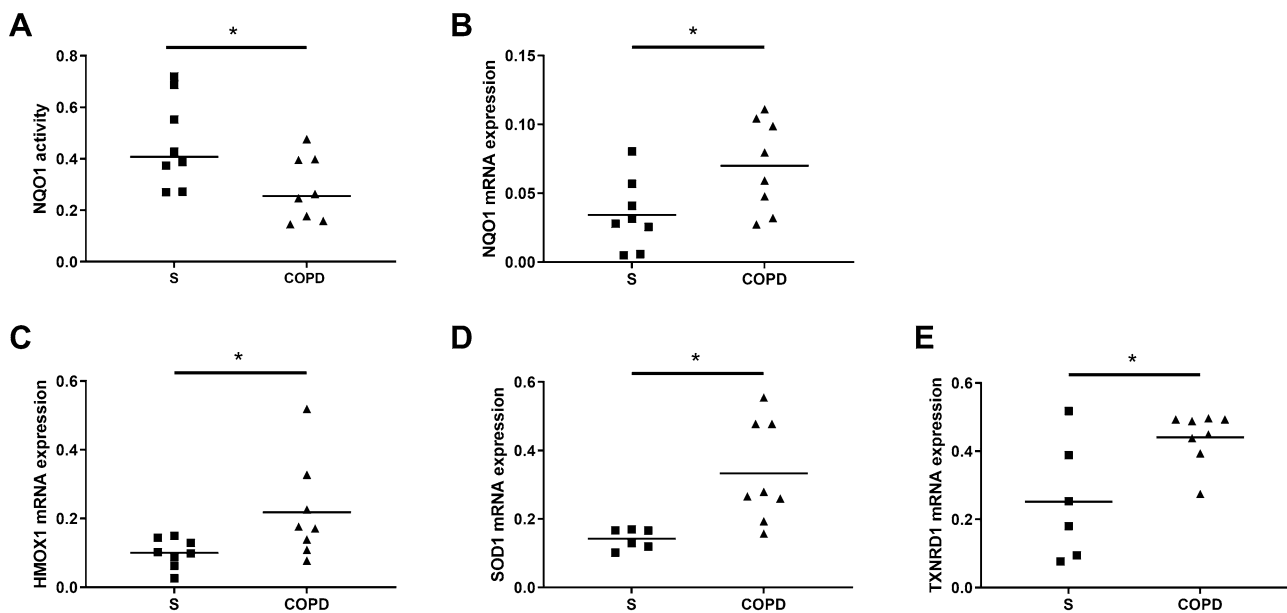 A
*
NQO1 activity
0.8
0.6
0.4
0.2
0.0
S COPD
B
*
NQO1 mRNA expression
0.15
0.10
0.05
0.00
S COPD
C
*
HMOX1 mRNA expression
0.6
0.4
0.2
0.0
S COPD
D
*
SOD1 mRNA expression
0.6
0.4
0.2
0.0
S COPD
E
*
TXNRD1 mRNA expression
0.6
0.4
0.2
0.0
S COPD